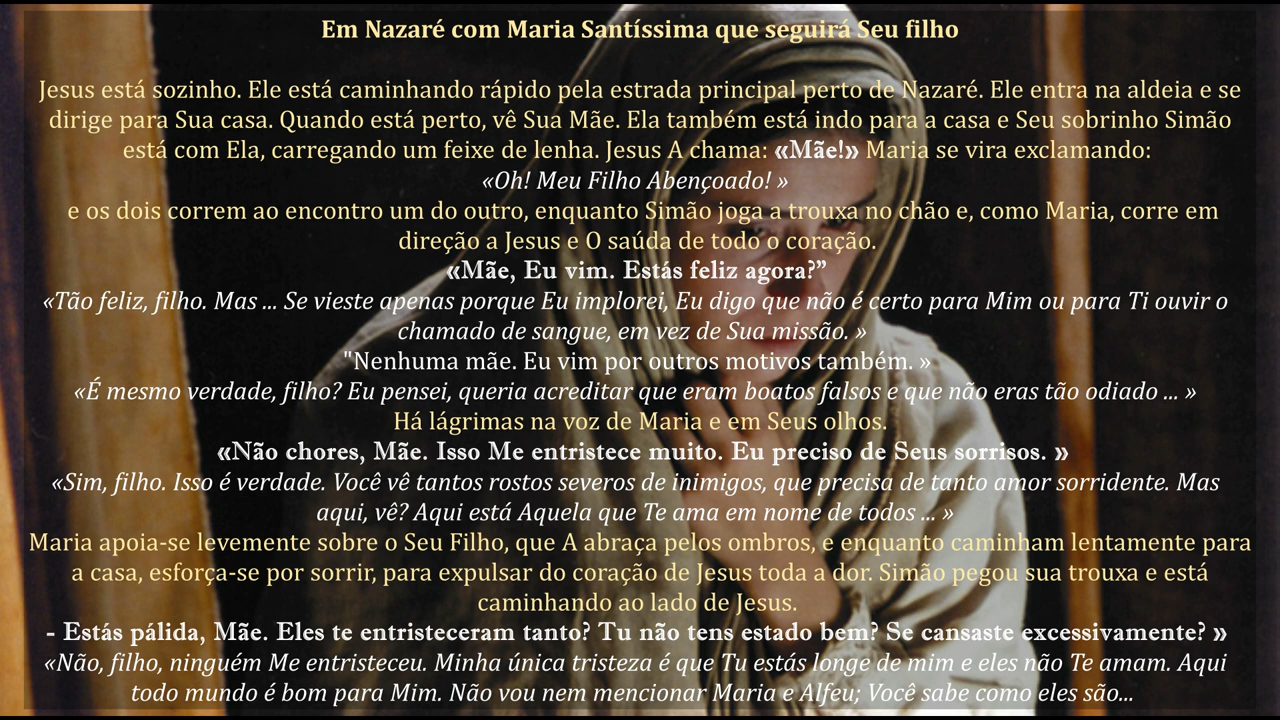 Em Nazaré com Maria Santíssima que seguirá Seu filho
Jesus está sozinho. Ele está caminhando rápido pela estrada principal perto de Nazaré. Ele entra na aldeia e se
dirige para Sua casa. Quando está perto, vê Sua Mãe. Ela também está indo para a casa e Seu sobrinho Simão
está com Ela, carregando um feixe de lenha. Jesus A chama: «Mãe!» Maria se vira exclamando:
«Oh! Meu Filho Abençoado! »
e os dois correm ao encontro um do outro, enquanto Simão joga a trouxa no chão e, como Maria, corre em
direção a Jesus e O saúda de todo o coração.
«Mãe, Eu vim. Estás feliz agora?”
«Tão feliz, filho. Mas ... Se vieste apenas porque Eu implorei, Eu digo que não é certo para Mim ou para Ti ouvir o
chamado de sangue, em vez de Sua missão. »
"Nenhuma mãe. Eu vim por outros motivos também. »
«É mesmo verdade, filho? Eu pensei, queria acreditar que eram boatos falsos e que não eras tão odiado ... »
Há lágrimas na voz de Maria e em Seus olhos.
«Não chores, Mãe. Isso Me entristece muito. Eu preciso de Seus sorrisos. »
«Sim, filho. Isso é verdade. Você vê tantos rostos severos de inimigos, que precisa de tanto amor sorridente. Mas
aqui, vê? Aqui está Aquela que Te ama em nome de todos ... »
Maria apoia-se levemente sobre o Seu Filho, que A abraça pelos ombros, e enquanto caminham lentamente para
a casa, esforça-se por sorrir, para expulsar do coração de Jesus toda a dor. Simão pegou sua trouxa e está
caminhando ao lado de Jesus.
- Estás pálida, Mãe. Eles te entristeceram tanto? Tu não tens estado bem? Se cansaste excessivamente? »
«Não, filho, ninguém Me entristeceu. Minha única tristeza é que Tu estás longe de mim e eles não Te amam. Aqui
todo mundo é bom para Mim. Não vou nem mencionar Maria e Alfeu; Você sabe como eles são...